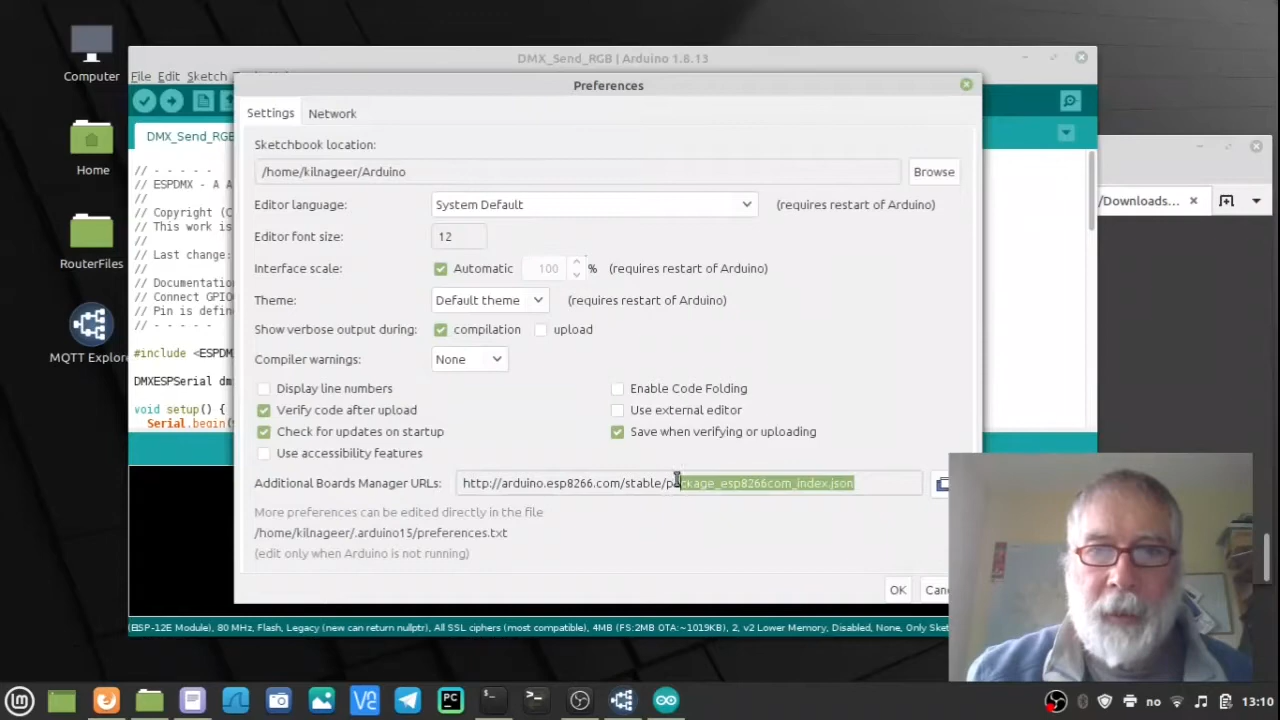 Computer
Home
RouterFiles
MQTT Explore
DMX_Send_RGB | Arduino 1.8.13
File Edit Sketch
DMX_Send_RGB
// - - - - -
// ESPDMX - A A
//
// Copyright (C
// This work is
//
// Last change:
//
// Documentatio
// Connect GPIO
// Pin is defin
// - - - - -
#include <ESPDM
DMXESPSerial dm
void setup() {
Serial.begin(
Preferences
Settings
Network
Sketchbook location:
/home/kilnageer/Arduino
Browse
Editor language:
System Default
(requires restart of Arduino)
Editor font size:
12
Interface scale:
Automatic
100
%
(requires restart of Arduino)
Theme:
Default theme
(requires restart of Arduino)
Show verbose output during:
compilation
upload
Compiler warnings:
None
Display line numbers
Enable Code Folding
Verify code after upload
Use external editor
Check for updates on startup
Save when verifying or uploading
Use accessibility features
Additional Boards Manager URLs:
http://arduino.esp8266.com/stable/package_esp8266com_index.json
More preferences can be edited directly in the file
/home/kilnageer/.arduino15/preferences.txt
(edit only when Arduino is not running)
OK
Canc
/Downloads...
(ESP-12E Module), 80 MHz, Flash, Legacy (new can return nullptr), All SSL ciphers (most compatible), 4MB (FS:2MB OTA:~1019KB), 2, v2 Lower Memory, Disabled, None, Only Sket
no
13:10